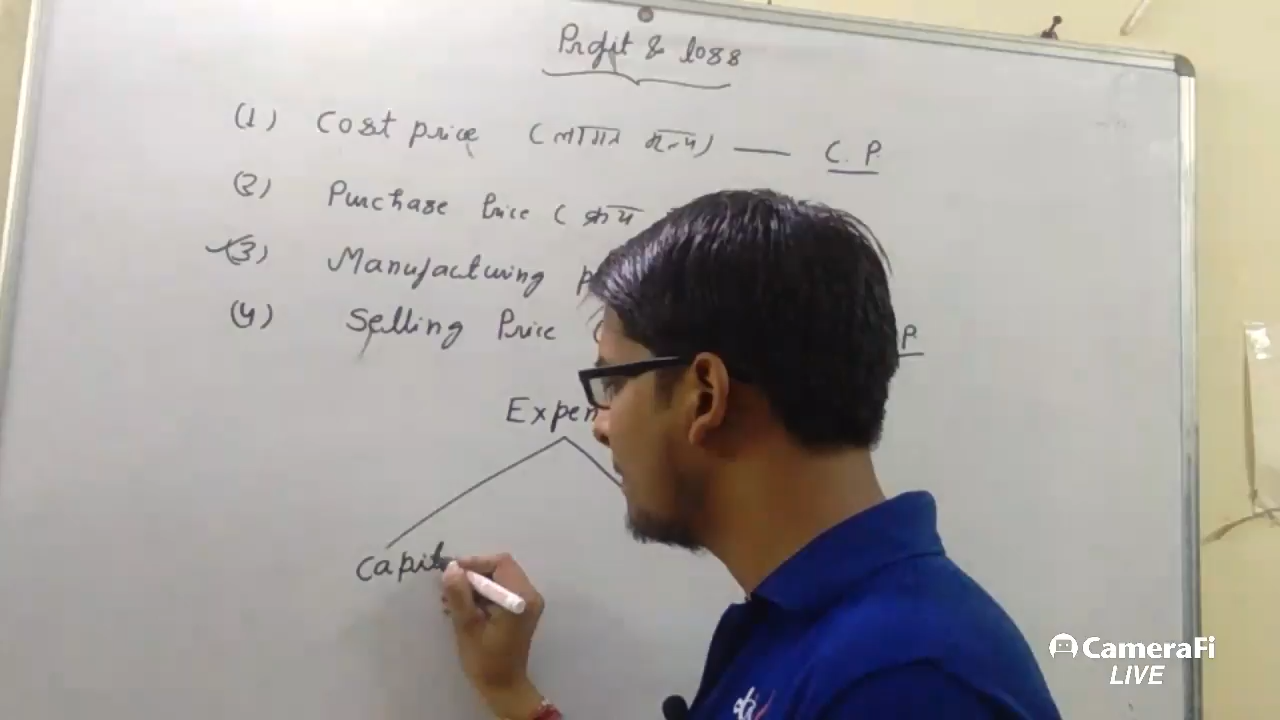 Profit & loss
(1) Cost price (लागत मूल्य) — C.P.
(2) Purchase Price (क्रय
(3) Manufacturing P
(4) Selling Price ( P.
Expen
Capit
CameraFi
LIVE